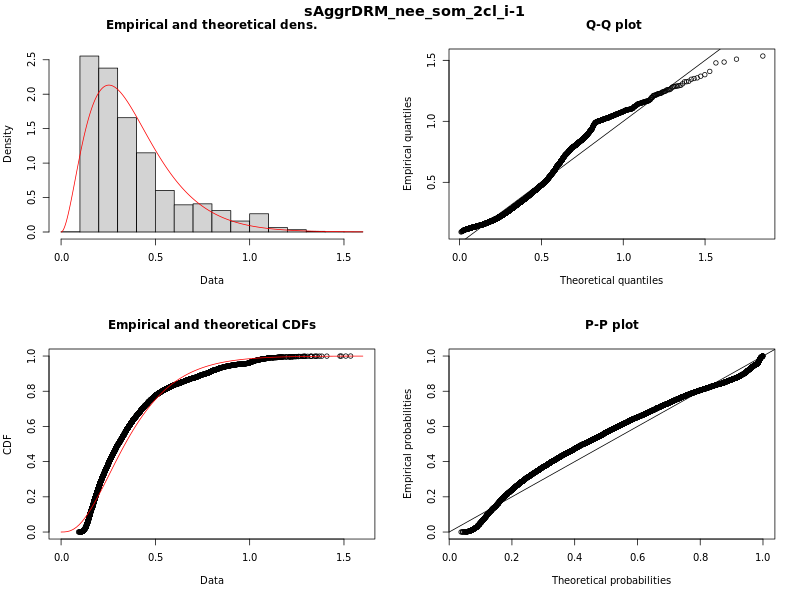 sAggrDRM_nee_som_2cl_i-1
Empirical and theoretical dens.
Density
0.0 0.5 1.0 1.5 2.0 2.5
0.0 0.5 1.0 1.5
Data
Q-Q plot
Empirical quantiles
0.5 1.0 1.5
0.0 0.5 1.0 1.5
Theoretical quantiles
Empirical and theoretical CDFs
CDF
0.0 0.2 0.4 0.6 0.8 1.0
0.0 0.5 1.0 1.5
Data
P-P plot
Empirical probabilities
0.0 0.2 0.4 0.6 0.8 1.0
0.0 0.2 0.4 0.6 0.8 1.0
Theoretical probabilities